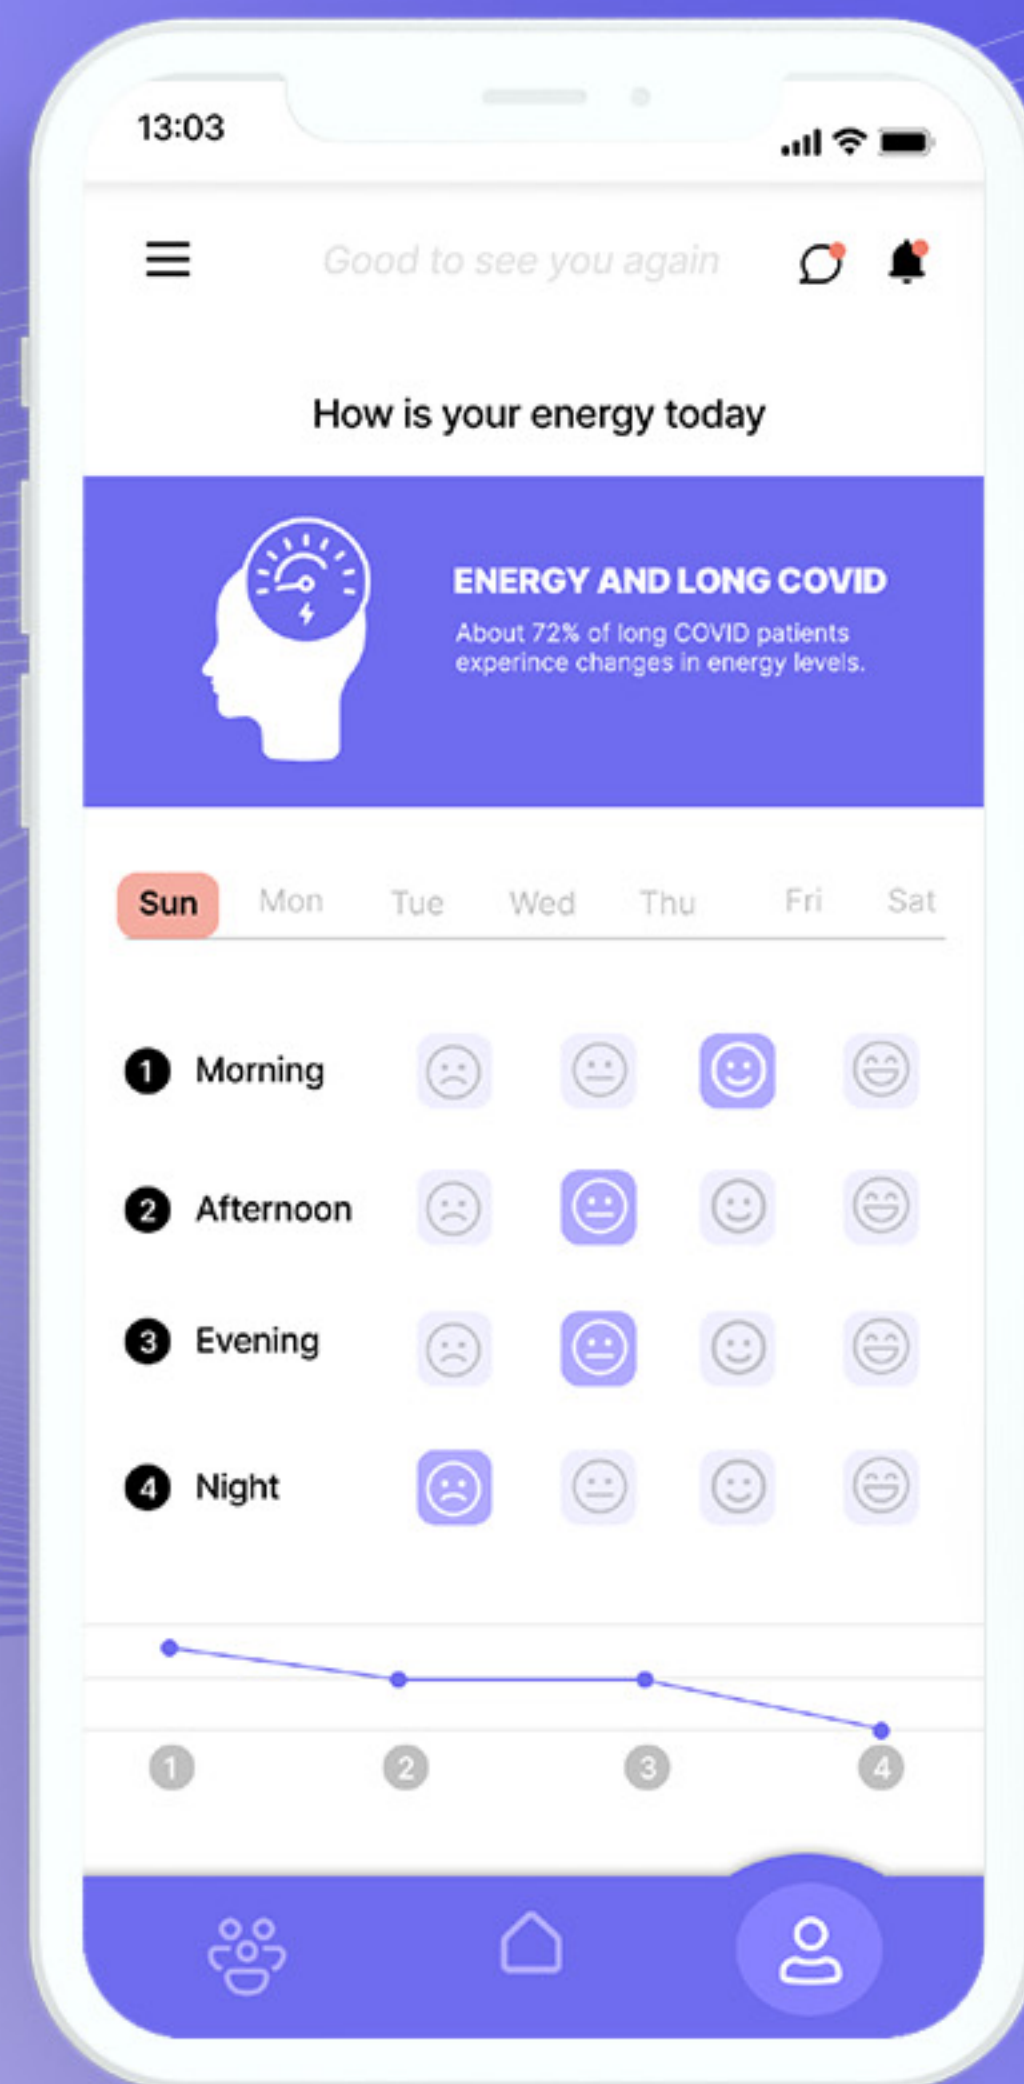 13:03
Good to see you again
How is your energy today
ENERGY AND LONG COVID
About 72% of long COVID patients
experince changes in energy levels.
Sun Mon Tue Wed Thu Fri Sat
1 Morning
2 Afternoon
3 Evening
4 Night
1 2 3 4